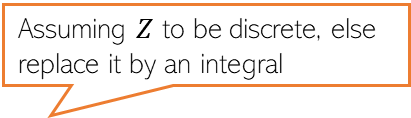 Assuming Z to be discrete, else
replace it by an integral